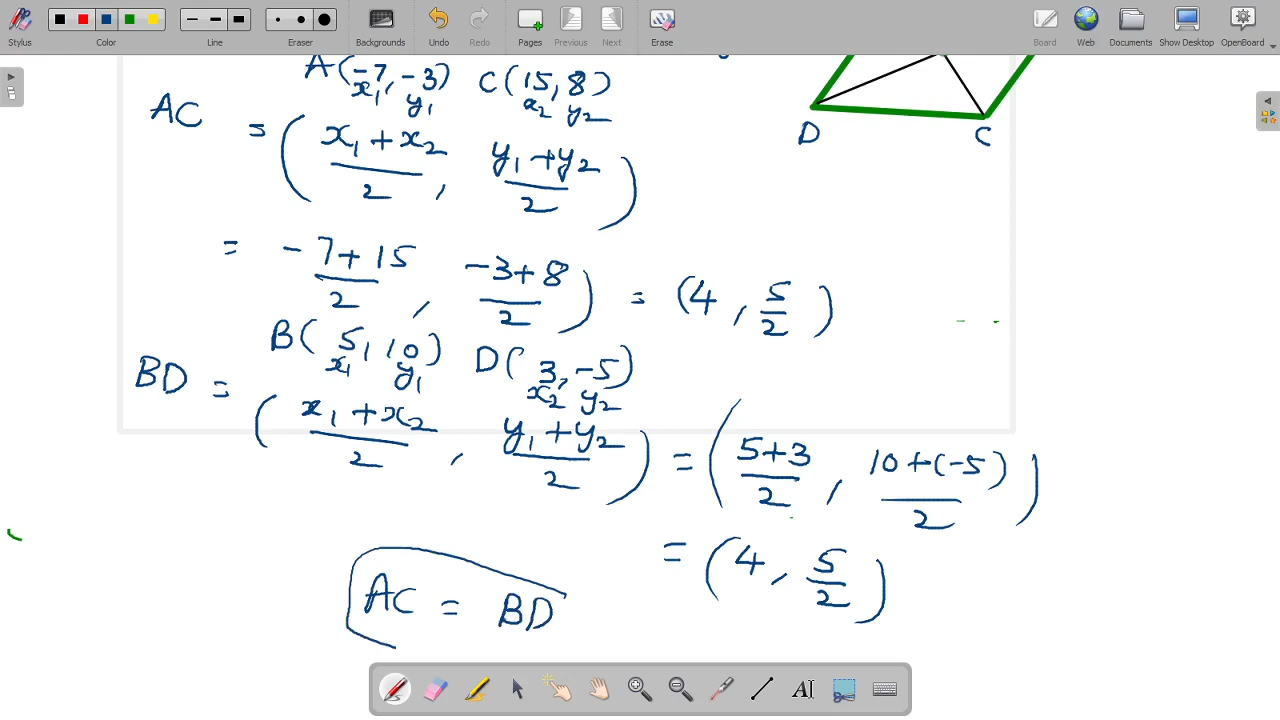 Stylus Color Line Eraser Backgrounds Undo Redo Pages Previous Next Erase Board Web Documents Show Desktop OpenBoard
A(-7, -3) C(15, 8)
x₁ y₁ x₂ y₂
D C
AC = ( x₁ + x₂ / 2 , y₁ + y₂ / 2 )
= -7 + 15 / 2 , -3 + 8 / 2 ) = (4 , 5/2 )
B( 5, 10) D( 3, -5)
x₁ y₁ x₂ y₂
BD = ( x₁ + x₂ / 2 , y₁ + y₂ / 2 ) = ( 5+3 / 2 , 10 + (-5) / 2 )
= (4 , 5/2 )
AC = BD
AI